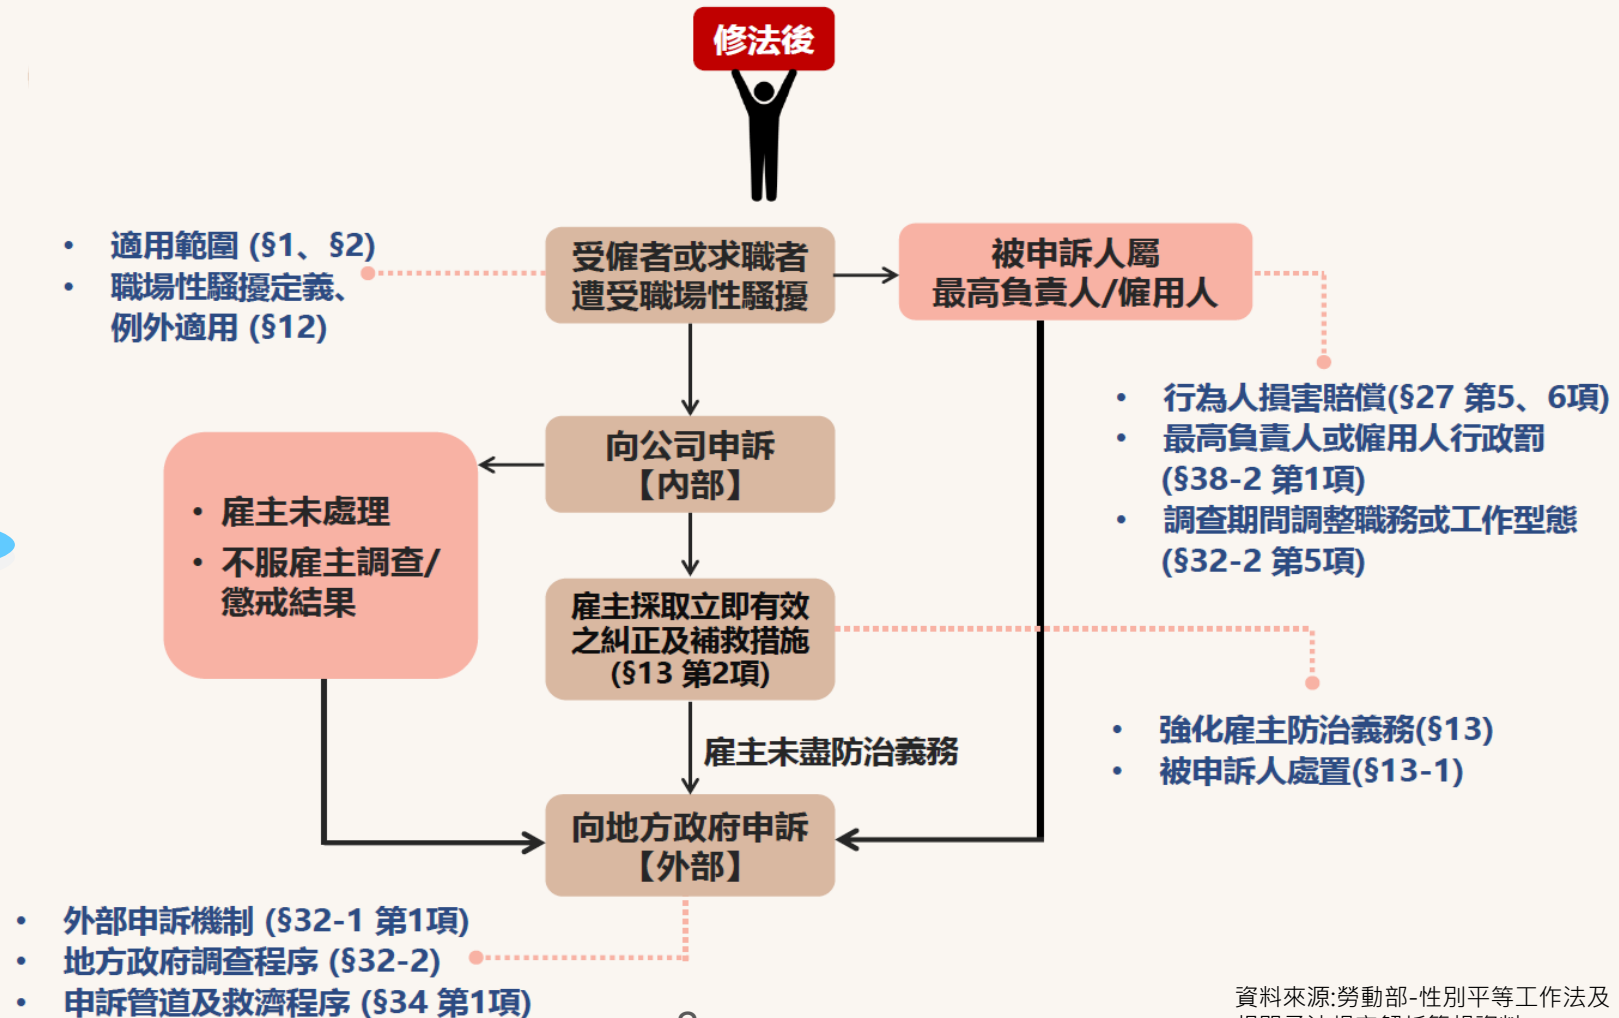 修法後
• 適用範圍 (§1、§2)
• 職場性騷擾定義、
例外適用 (§12)
受僱者或求職者
遭受職場性騷擾
被申訴人屬
最高負責人/僱用人
• 行為人損害賠償(§27 第5、6項)
• 最高負責人或僱用人行政罰
(§38-2 第1項)
• 調查期間調整職務或工作型態
(§32-2 第5項)
向公司申訴
【內部】
• 雇主未處理
• 不服雇主調查/
懲戒結果
雇主採取立即有效
之糾正及補救措施
(§13 第2項)
• 強化雇主防治義務(§13)
• 被申訴人處置(§13-1)
雇主未盡防治義務
向地方政府申訴
【外部】
• 外部申訴機制 (§32-1 第1項)
• 地方政府調查程序 (§32-2)
• 申訴管道及救濟程序 (§34 第1項)
資料來源:勞動部-性別平等工作法及